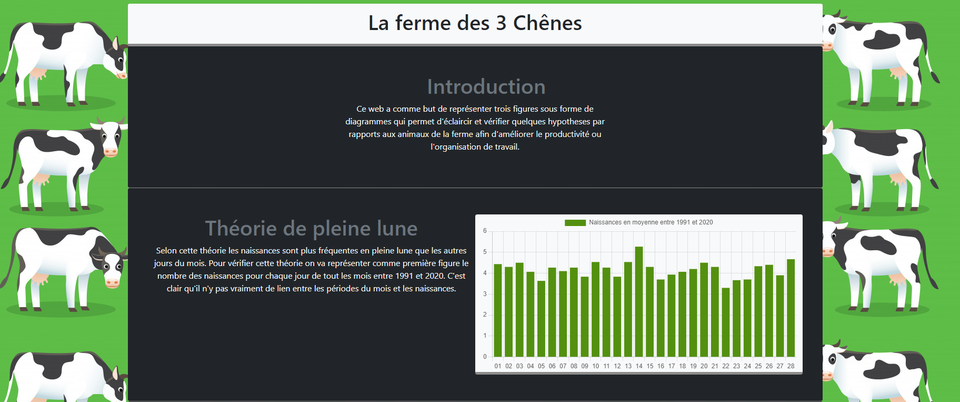 La ferme des 3 Chênes
Introduction
Ce web a comme but de représenter trois figures sous forme de
diagrammes qui permet d'éclaircir et vérifier quelques hypotheses par
rapports aux animaux de la ferme afin d'améliorer le productivité ou
l'organisation de travail.
Théorie de pleine lune
Selon cette théorie les naissances sont plus fréquentes en pleine lune que les autres
jours du mois. Pour vérifier cette théorie on va représenter comme première figure le
nombre des naissances pour chaque jour de tout les mois entre 1991 et 2020. C'est
clair qu'il n'y pas vraiment de lien entre les périodes du mois et les naissances.
Naissances en moyenne entre 1991 et 2020
6
5
4
3
2
1
0
01 02 03 04 05 06 07 08 09 10 11 12 13 14 15 16 17 18 19 20 21 22 23 24 25 26 27 28